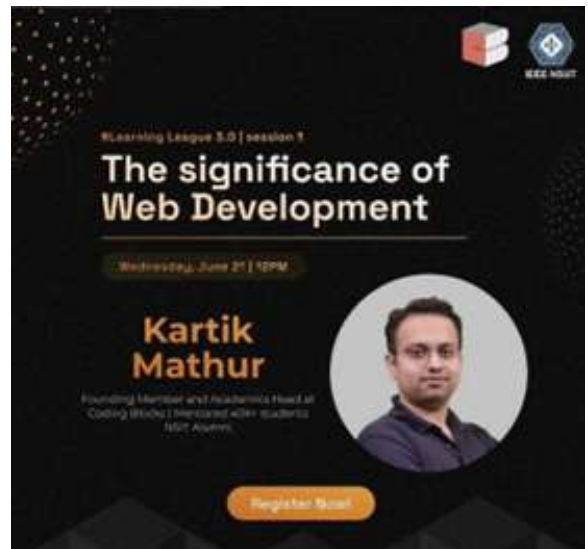 IEEE NSUT
#Learning League 3.0 | session 1
The significance of
Web Development
Wednesday, June 21 | 12PM
Kartik
Mathur
Founding Member and Academics Head at
Coding Blocks | Mentored 40K+ students
NSIT Alumni
Register Now!